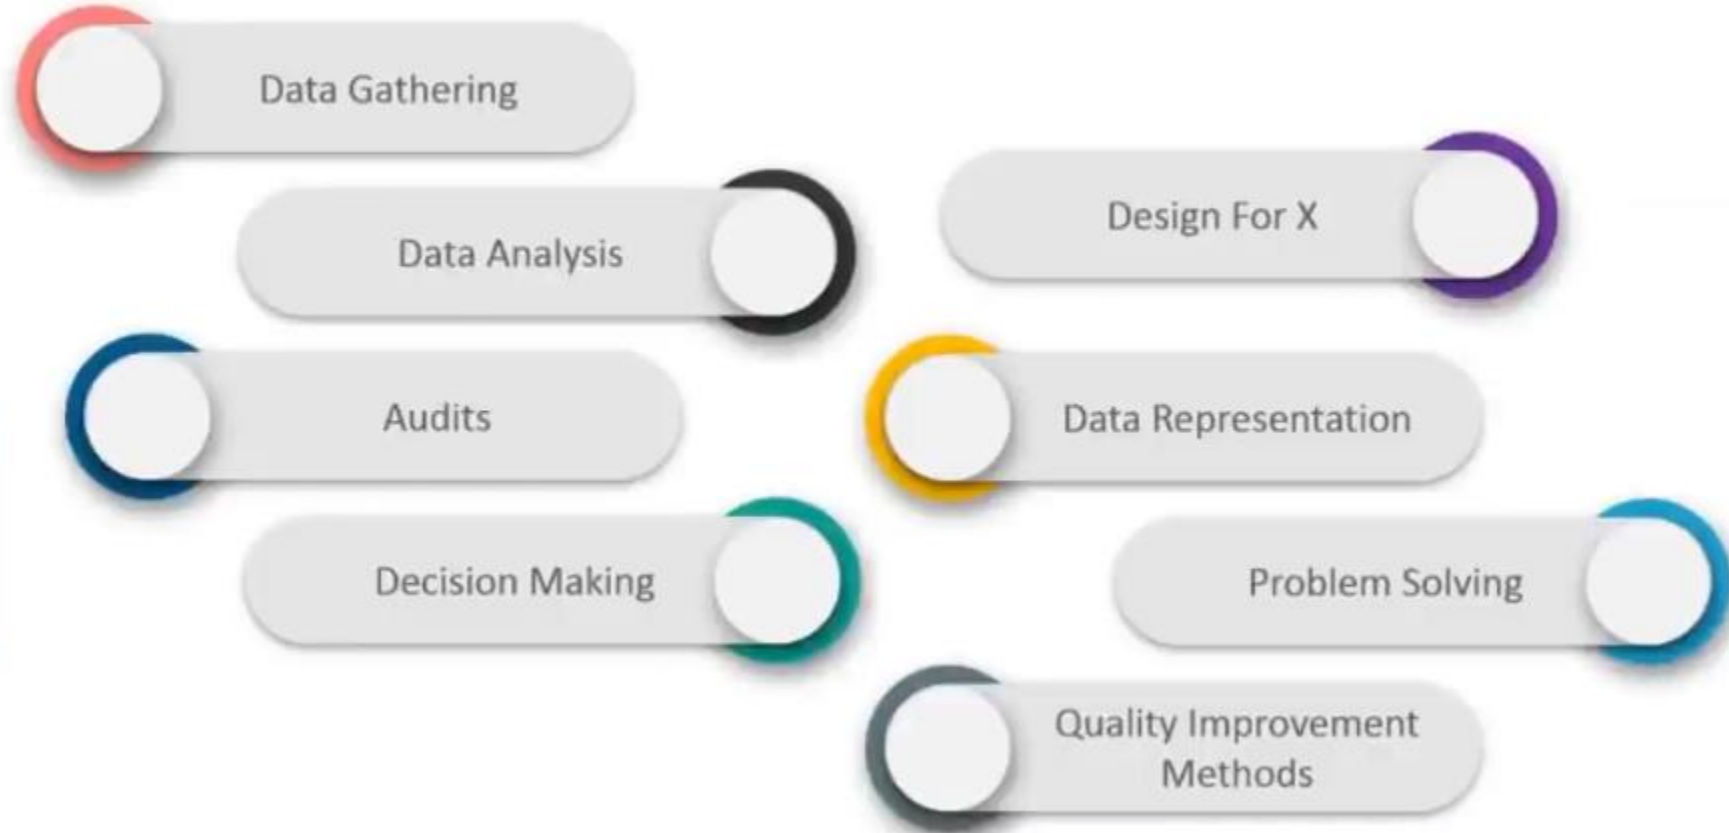 Data Gathering
Data Analysis
Audits
Decision Making
Design For X
Data Representation
Problem Solving
Quality Improvement
Methods